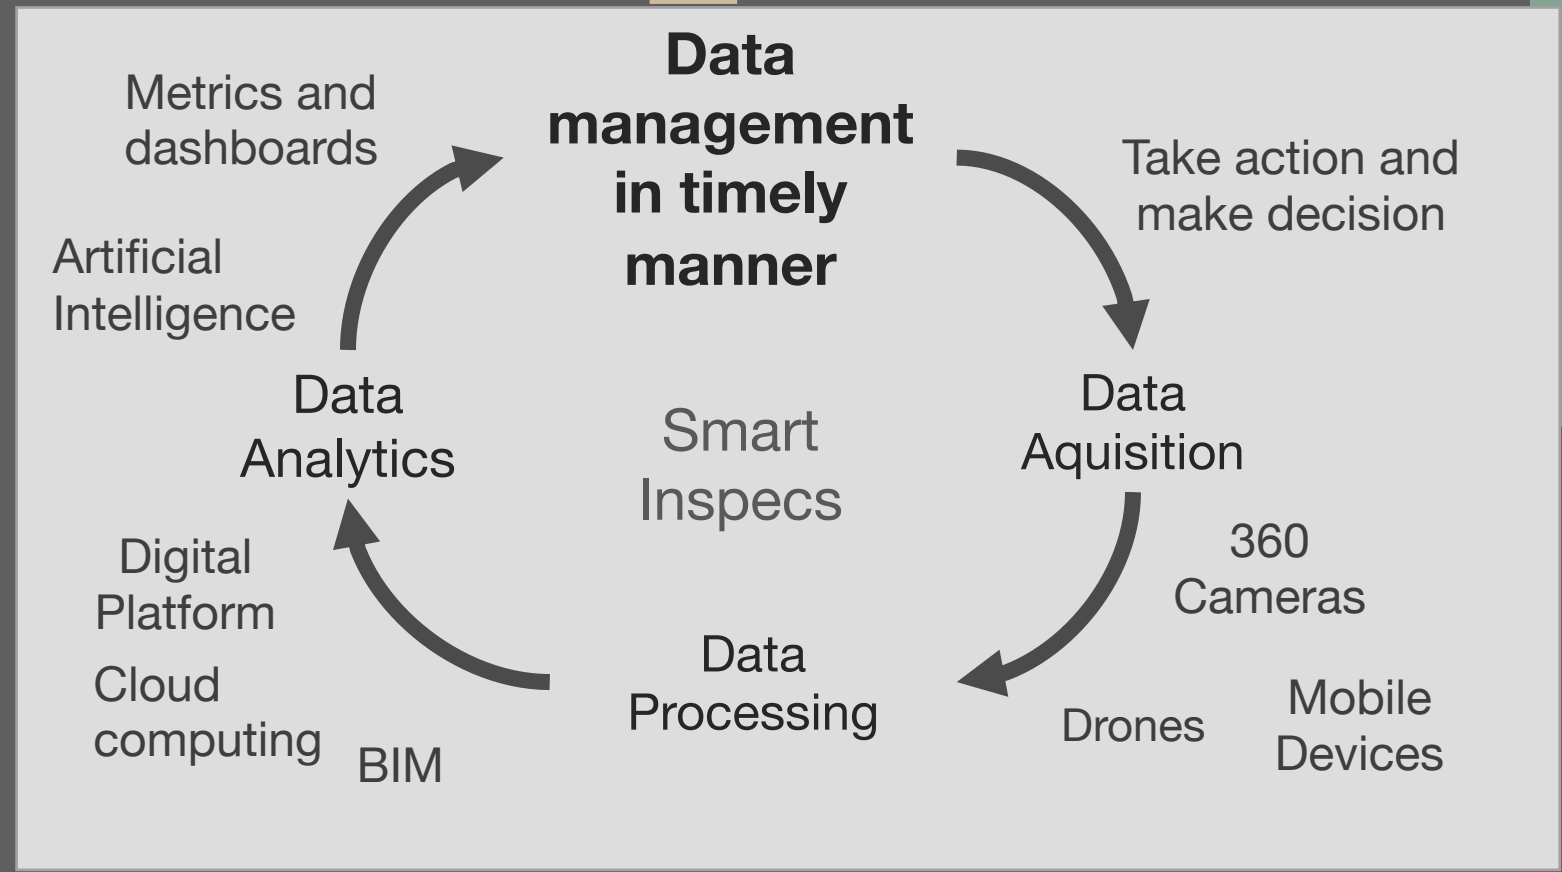 Data
management
in timely
manner
Metrics and
dashboards
Take action and
make decision
Artificial
Intelligence
Data
Analytics
Smart
Inspecs
Data
Aquisition
Digital
Platform
360
Cameras
Cloud
computing
BIM
Data
Processing
Drones
Mobile
Devices